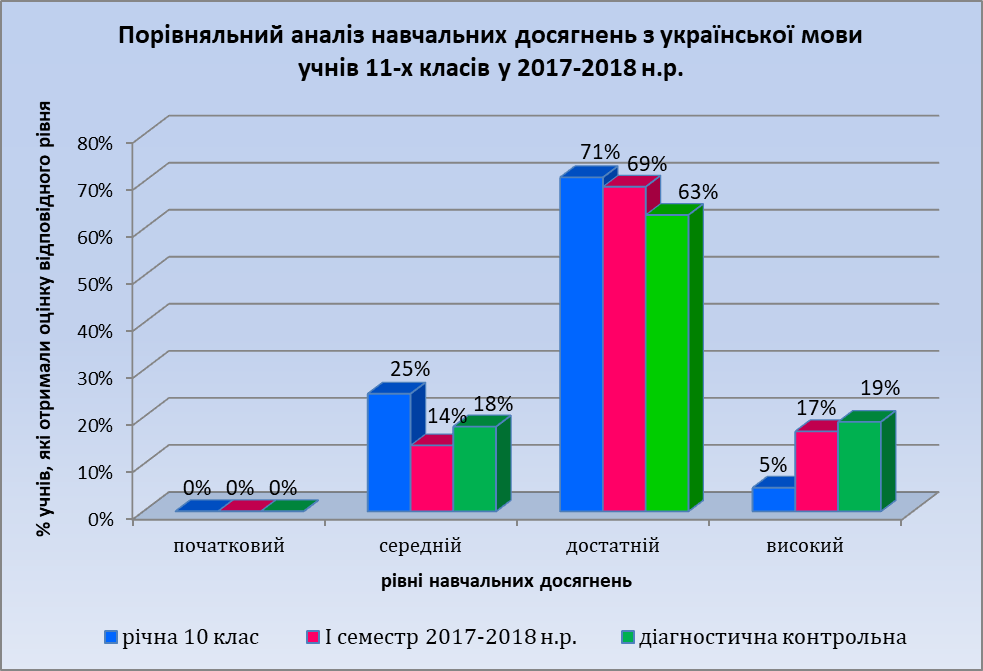 Порівняльний аналіз навчальних досягнень з української мови
учнів 11-х класів у 2017-2018 н.р.
% учнів, які отримали оцінку відповідного рівня
80%
70%
60%
50%
40%
30%
20%
10%
0%
0% 0% 0%
25% 14% 18%
71% 69% 63%
5% 17% 19%
початковий середній достатній високий
рівні навчальних досягнень
річна 10 клас І семестр 2017-2018 н.р. діагностична контрольна